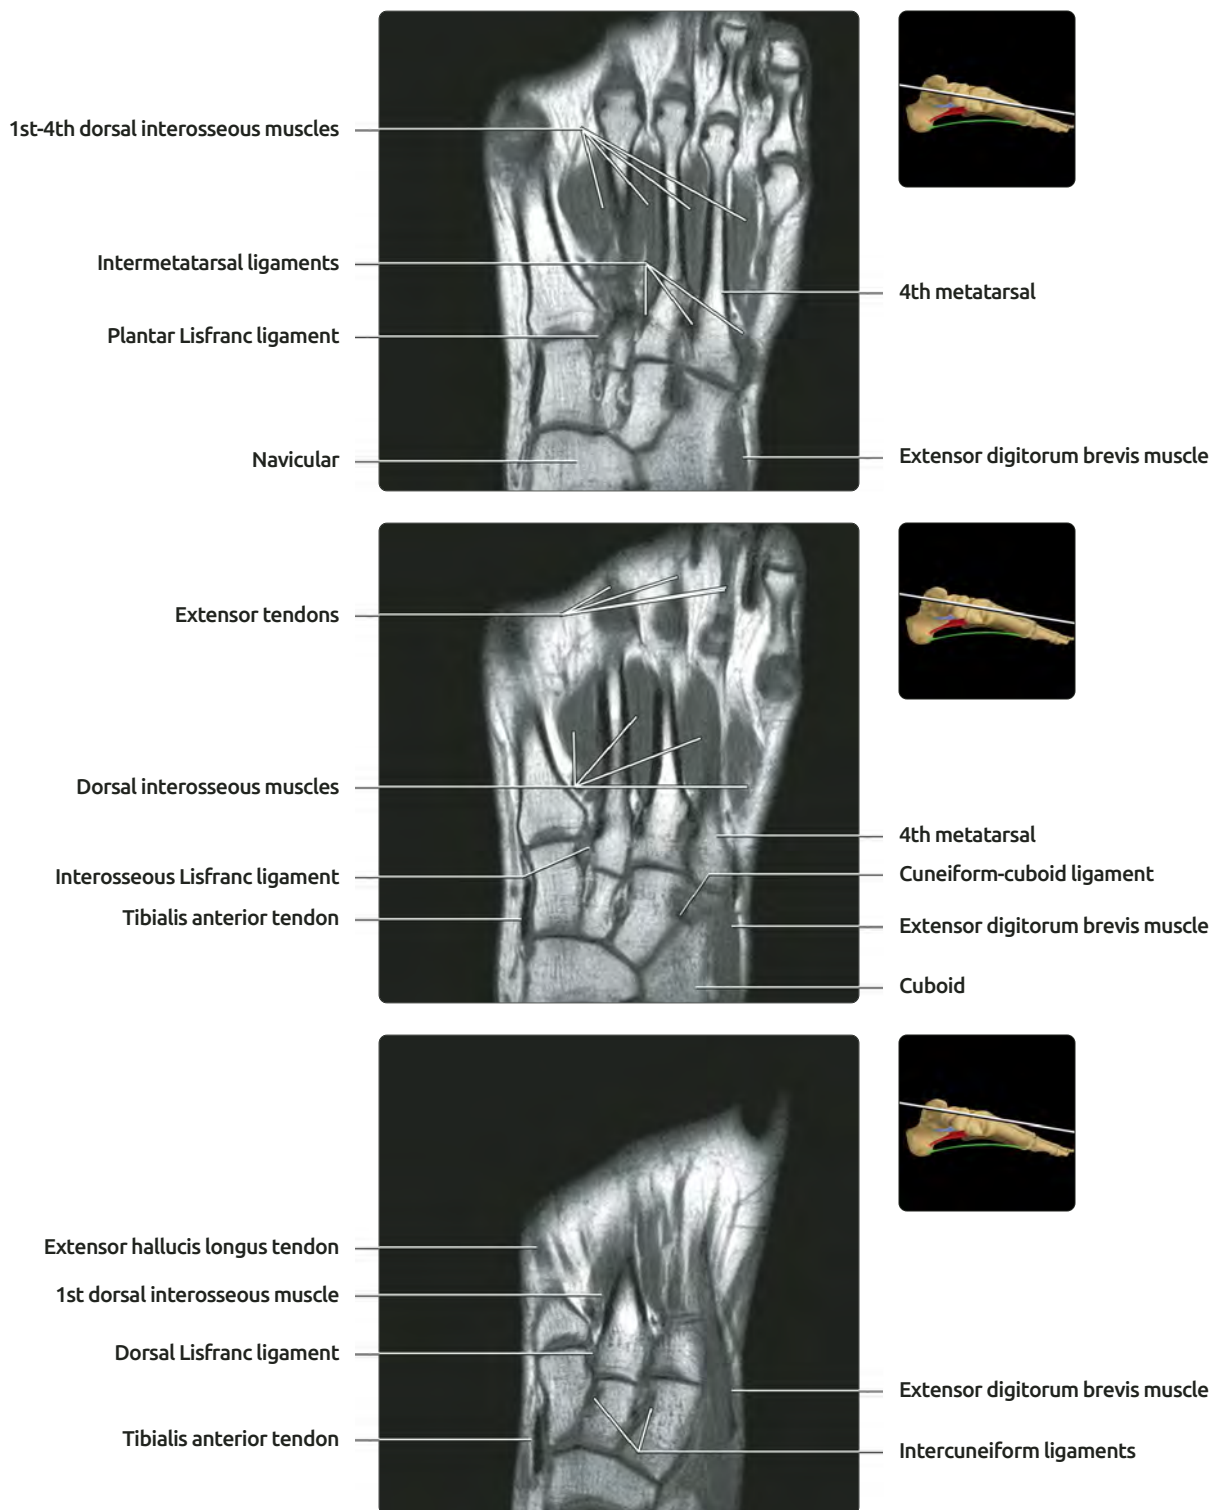 1st-4th dorsal interosseous muscles
Intermetatarsal ligaments
4th metatarsal
Plantar Lisfranc ligament
Navicular
Extensor digitorum brevis muscle
Extensor tendons
Dorsal interosseous muscles
4th metatarsal
Interosseous Lisfranc ligament
Cuneiform-cuboid ligament
Tibialis anterior tendon
Extensor digitorum brevis muscle
Cuboid
Extensor hallucis longus tendon
1st dorsal interosseous muscle
Dorsal Lisfranc ligament
Extensor digitorum brevis muscle
Tibialis anterior tendon
Intercuneiform ligaments